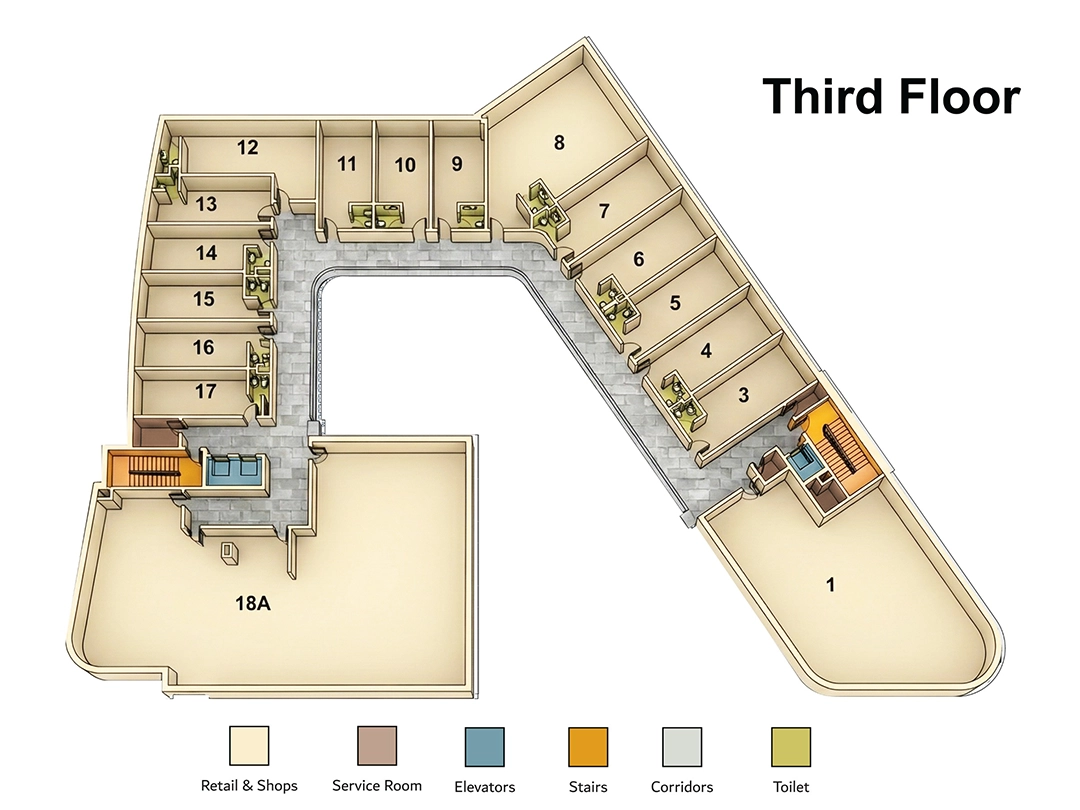 Third Floor
8
12
11
10
9
13
7
14
6
15
5
16
4
17
3
1
18A
Retail & Shops
Service Room
Elevators
Stairs
Corridors
Toilet